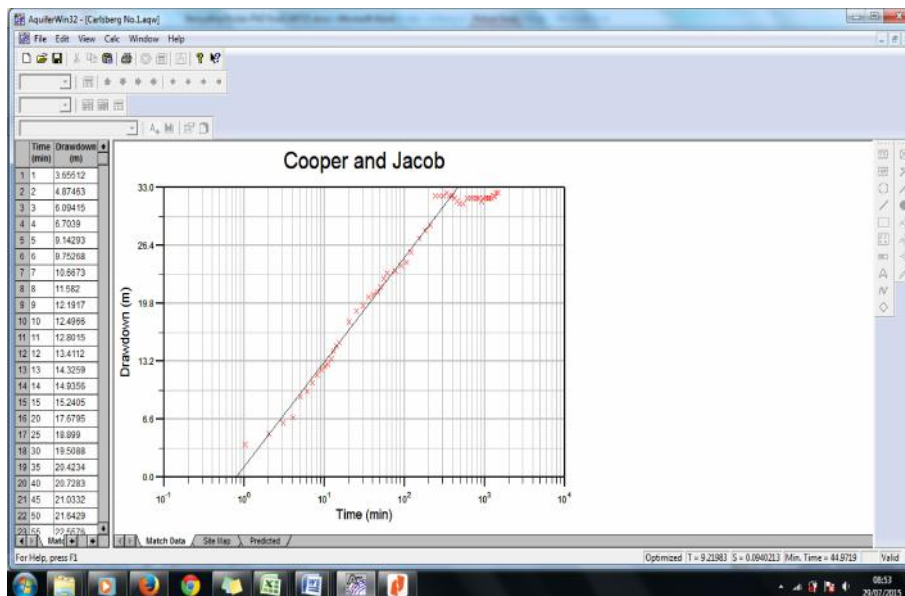 AquiferWin32 - [Carlsberg No.1.aqw]
File Edit View Calc Window Help
Time (min) Drawdown (m)
1 1 3.65512
2 2 4.87463
3 3 6.09415
4 4 6.7039
5 5 9.14293
6 6 9.75268
7 7 10.6673
8 8 11.582
9 9 12.1917
10 10 12.4966
11 11 12.8015
12 12 13.4112
13 13 14.3259
14 14 14.9356
15 15 15.2405
16 20 17.6795
17 25 18.899
18 30 19.5088
19 35 20.4234
20 40 20.7283
21 45 21.0332
22 50 21.6429
23 55 22.5576
Cooper and Jacob
Drawdown (m)
33.0
26.4
19.8
13.2
6.6
0.0
10-1 100 101 102 103 104
Time (min)
Match Data Site Map Predicted
For Help, press F1
Optimized T = 9.21983 S = 0.0940213 Min. Time = 44.9719 Valid
08:53
29/07/2015